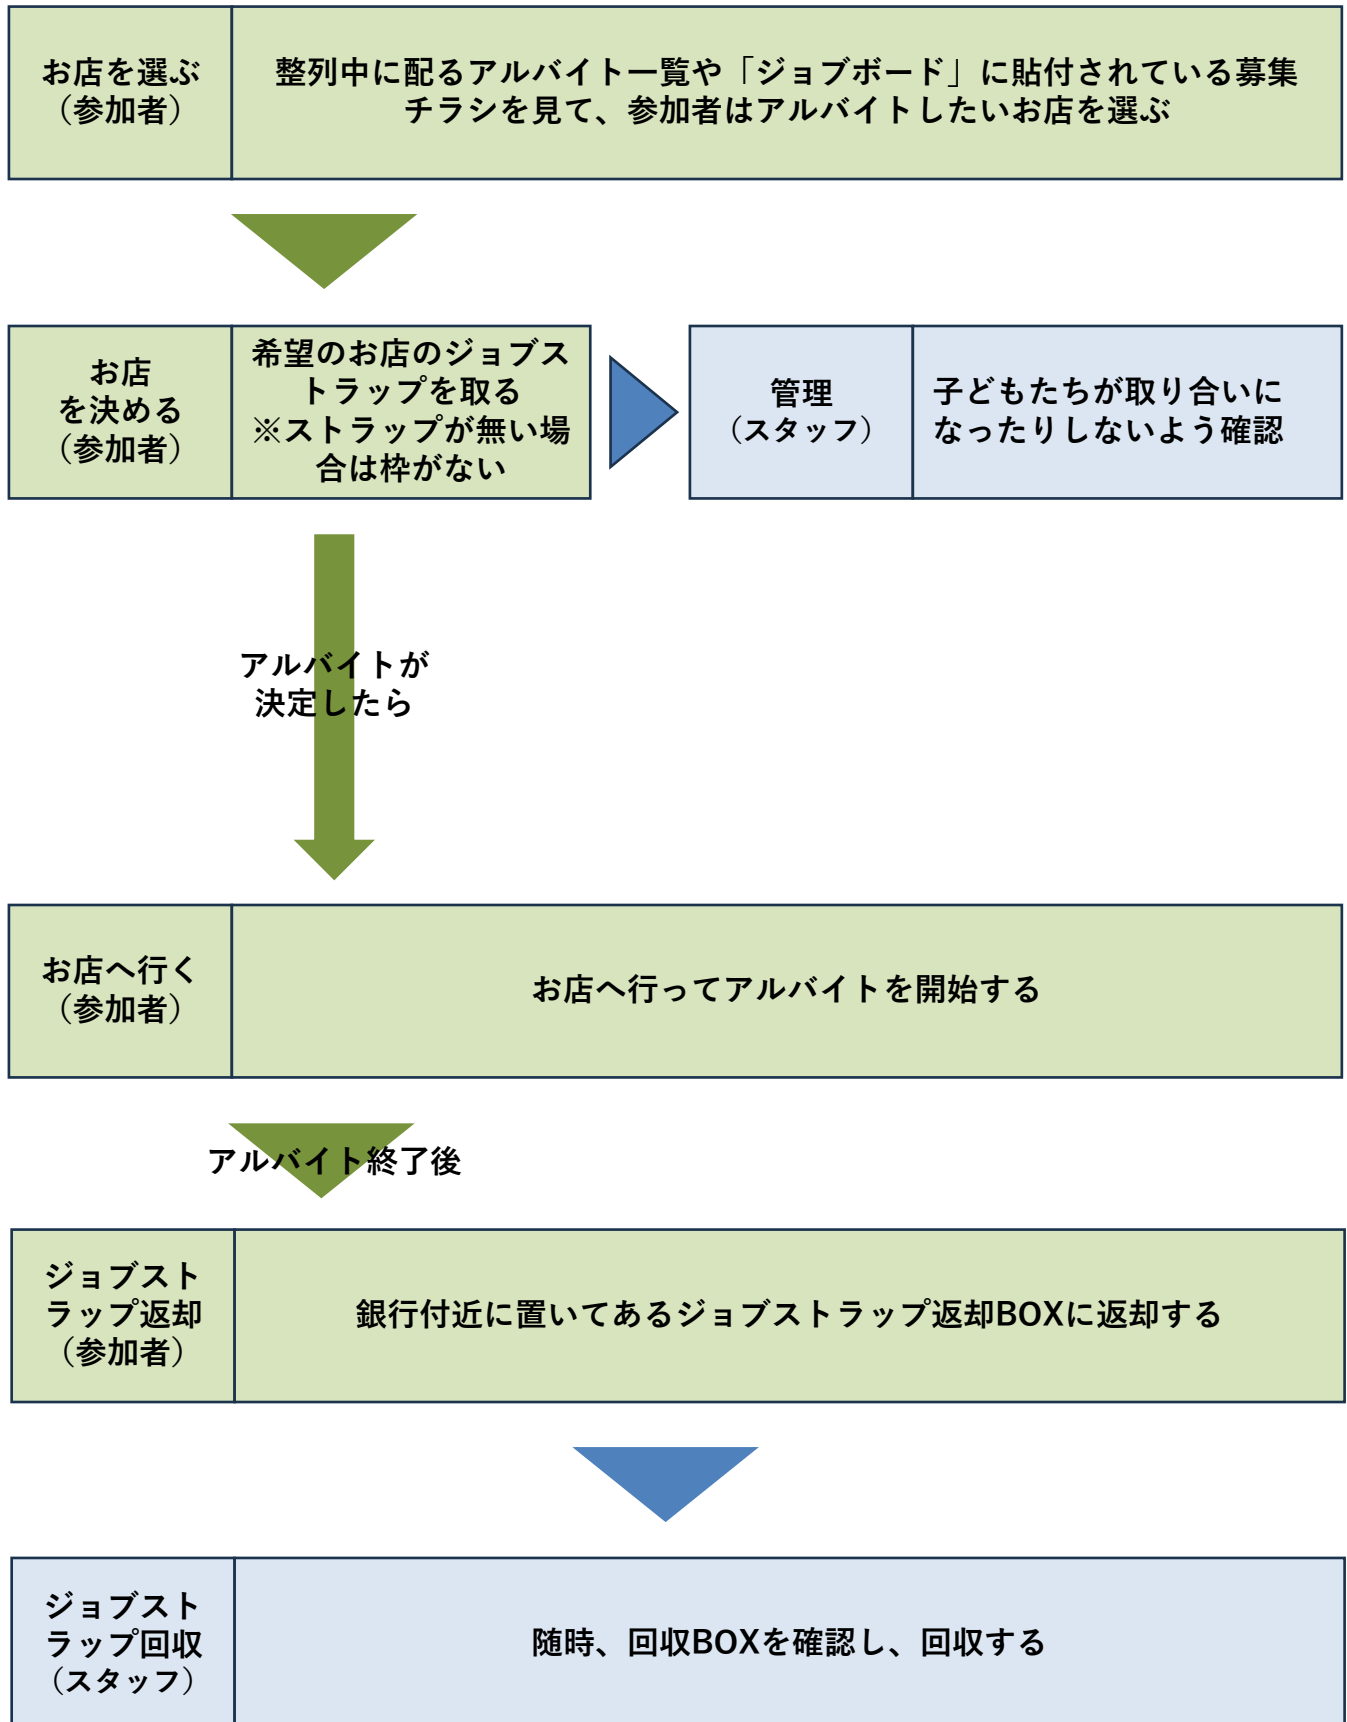 お店を選ぶ
（参加者）
整列中に配るアルバイト一覧や「ジョブボード」に貼付されている募集
チラシを見て、参加者はアルバイトしたいお店を選ぶ
お店
を決める
（参加者）
希望のお店のジョブス
トラップを取る
※ストラップが無い場
合は枠がない
管理
（スタッフ）
子どもたちが取り合いに
なったりしないよう確認
アルバイトが
決定したら
お店へ行く
（参加者）
お店へ行ってアルバイトを開始する
アルバイト終了後
ジョブスト
ラップ返却
（参加者）
銀行付近に置いてあるジョブストラップ返却BOXに返却する
ジョブスト
ラップ回収
（スタッフ）
随時、回収BOXを確認し、回収する